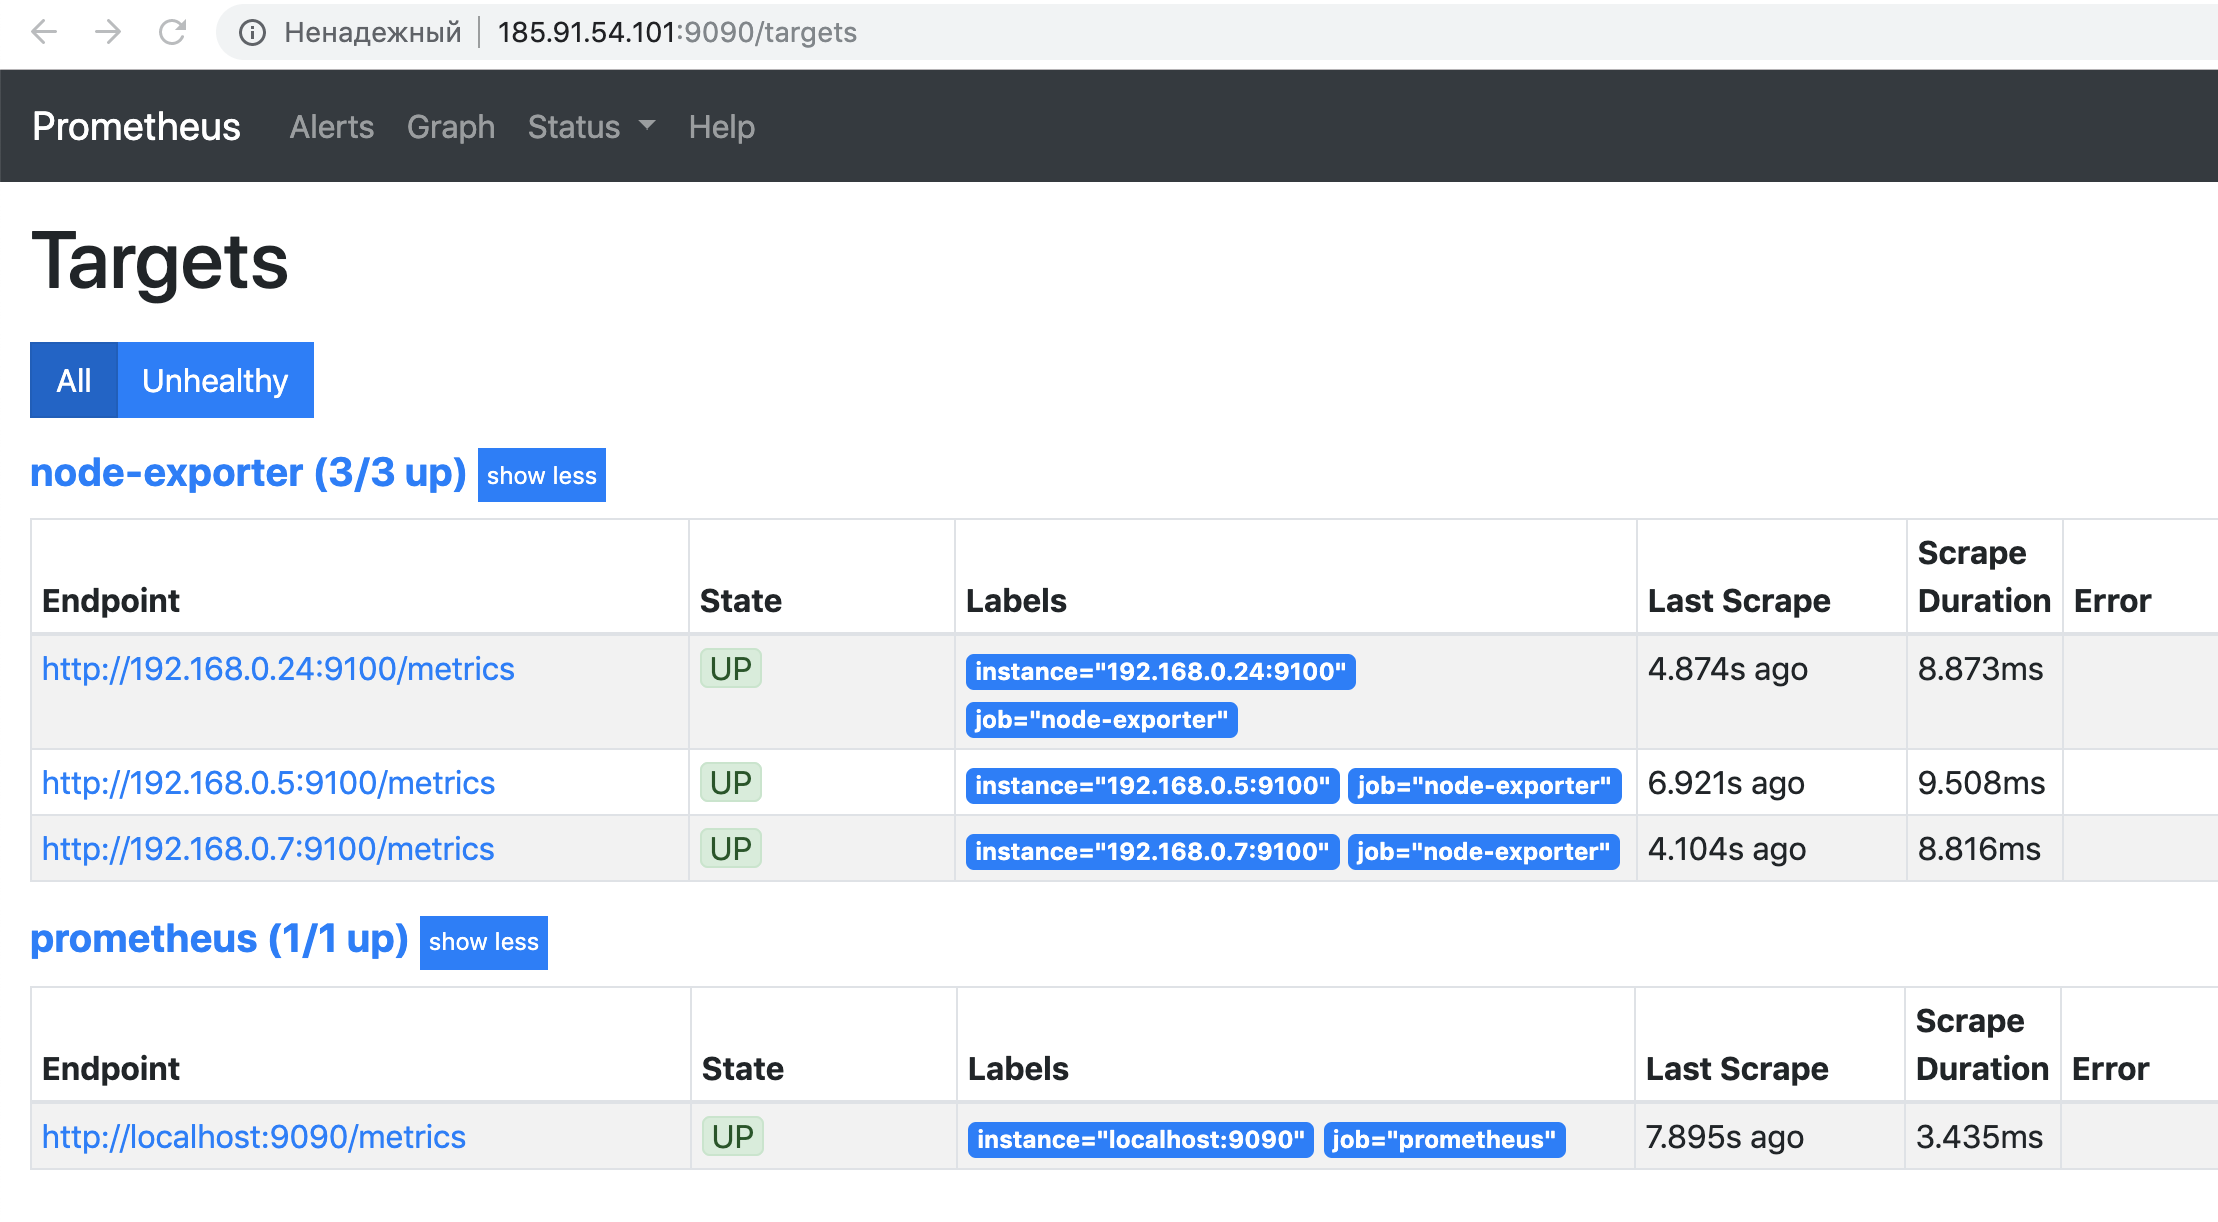 Ненадежный | 185.91.54.101:9090/targets
Prometheus Alerts Graph Status Help
Targets
All Unhealthy
node-exporter (3/3 up) show less
Endpoint State Labels Last Scrape Scrape Duration Error
http://192.168.0.24:9100/metrics UP instance="192.168.0.24:9100" 4.874s ago 8.873ms
job="node-exporter"
http://192.168.0.5:9100/metrics UP instance="192.168.0.5:9100" job="node-exporter" 6.921s ago 9.508ms
http://192.168.0.7:9100/metrics UP instance="192.168.0.7:9100" job="node-exporter" 4.104s ago 8.816ms
prometheus (1/1 up) show less
Endpoint State Labels Last Scrape Scrape Duration Error
http://localhost:9090/metrics UP instance="localhost:9090" job="prometheus" 7.895s ago 3.435ms